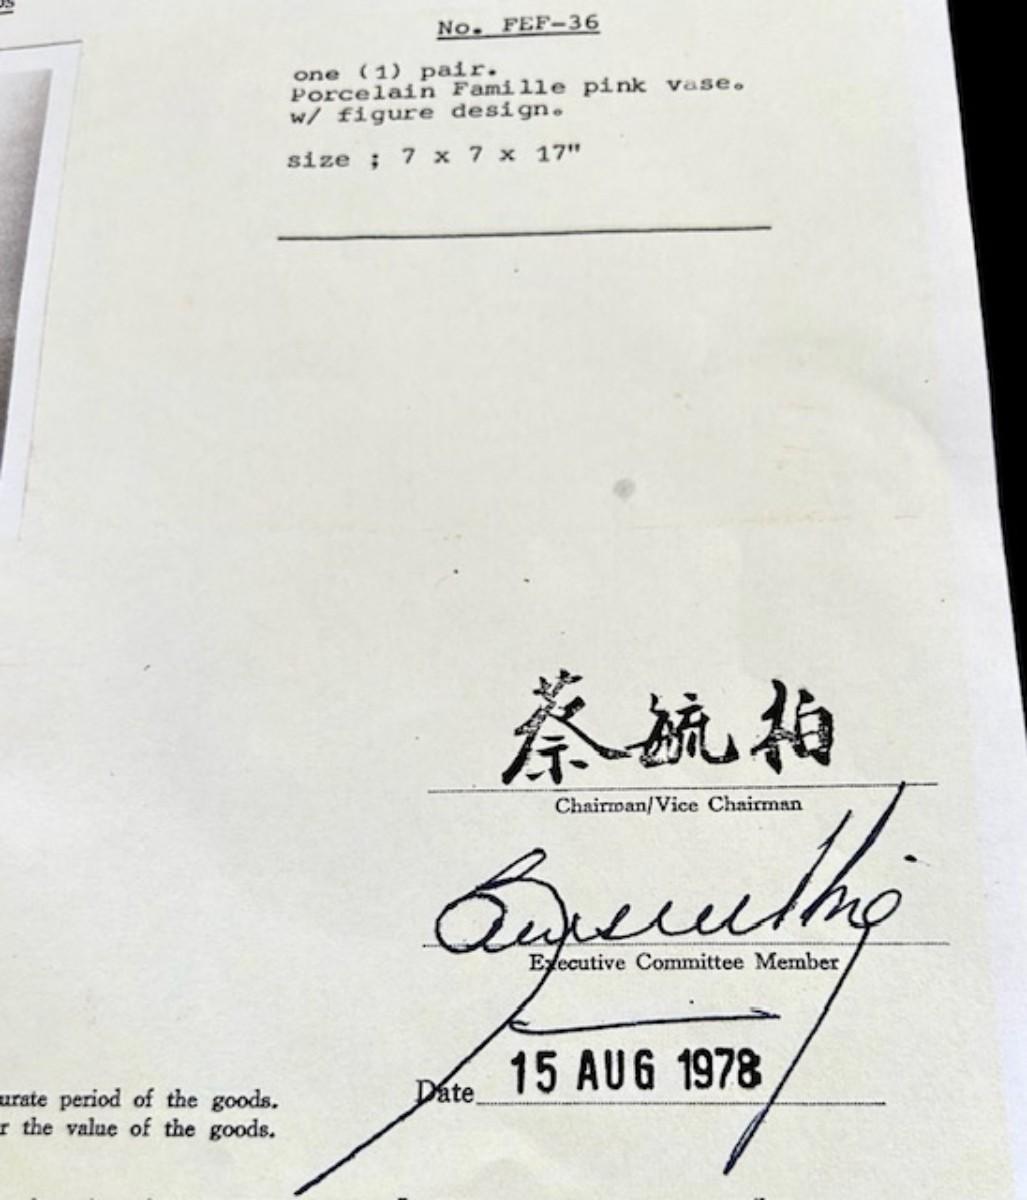 No. FEF-36
one (1) pair.
Porcelain Famille pink vase.
w/ figure design.
size ; 7 x 7 x 17"
蔡毓柏
Chairman/Vice Chairman
Executive Committee Member
Date 15 AUG 1978
urate period of the goods.
r the value of the goods.